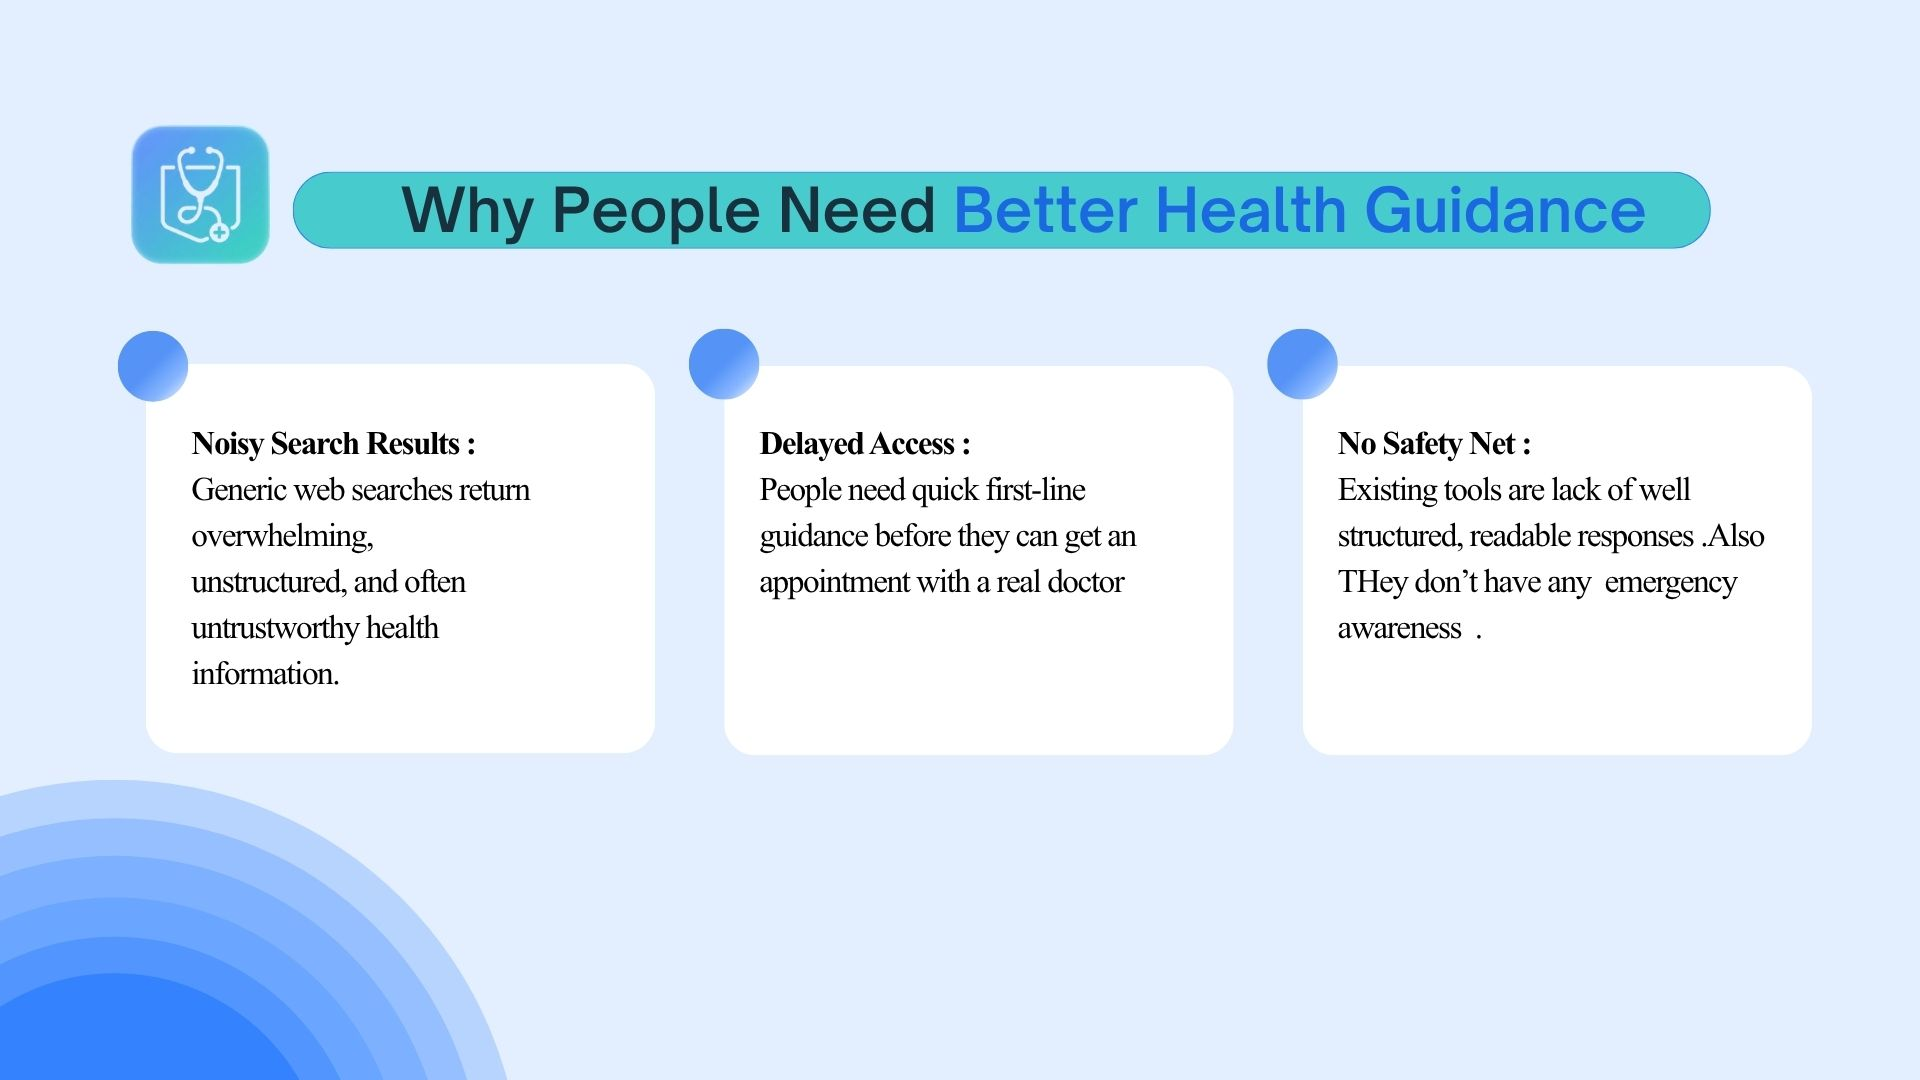 Why People Need Better Health Guidance
Noisy Search Results :
Generic web searches return
overwhelming,
unstructured, and often
untrustworthy health
information.
Delayed Access :
People need quick first-line
guidance before they can get an
appointment with a real doctor
No Safety Net :
Existing tools are lack of well
structured, readable responses .Also
THey don’t have any  emergency
awareness  .